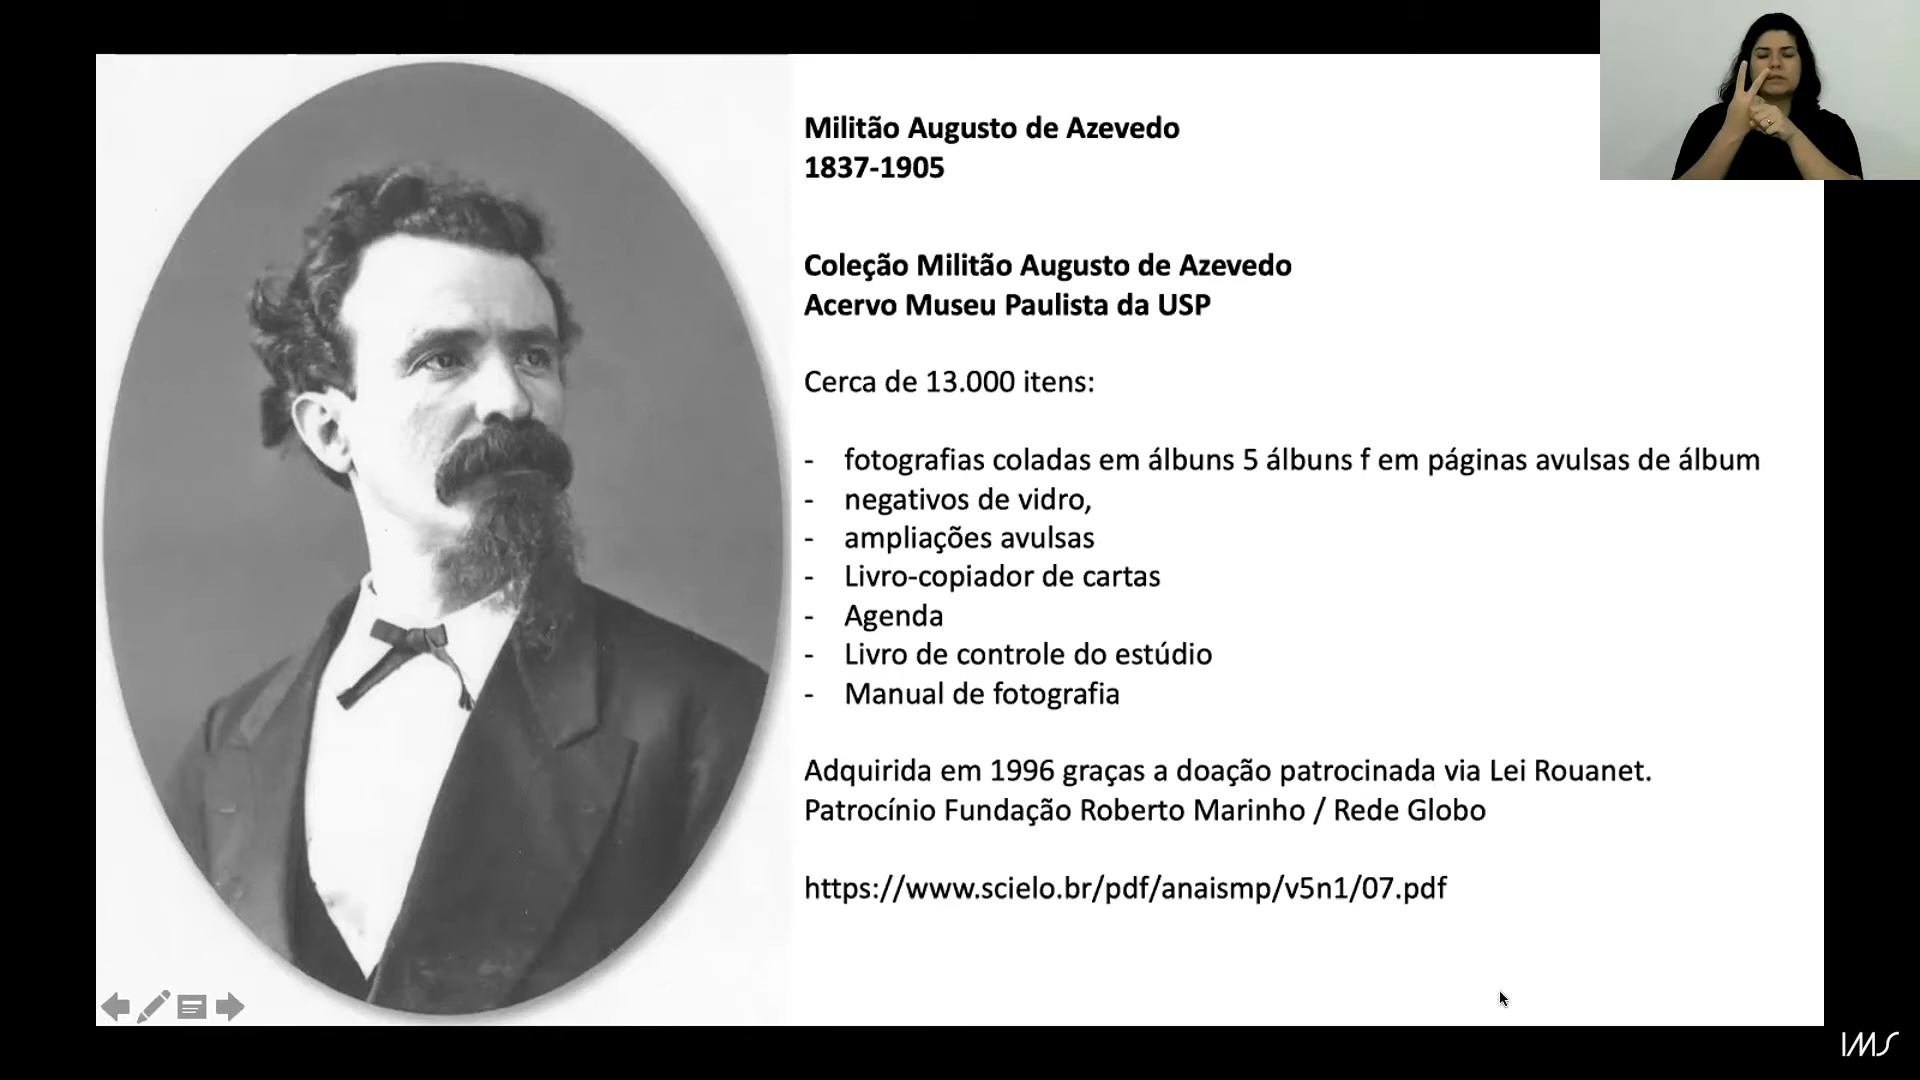 Militão Augusto de Azevedo
1837-1905
Coleção Militão Augusto de Azevedo
Acervo Museu Paulista da USP
Cerca de 13.000 itens:
- fotografias coladas em álbuns 5 álbuns f em páginas avulsas de álbum
- negativos de vidro,
- ampliações avulsas
- Livro-copiador de cartas
- Agenda
- Livro de controle do estúdio
- Manual de fotografia
Adquirida em 1996 graças a doação patrocinada via Lei Rouanet.
Patrocínio Fundação Roberto Marinho / Rede Globo
https://www.scielo.br/pdf/anaismp/v5n1/07.pdf
IMS